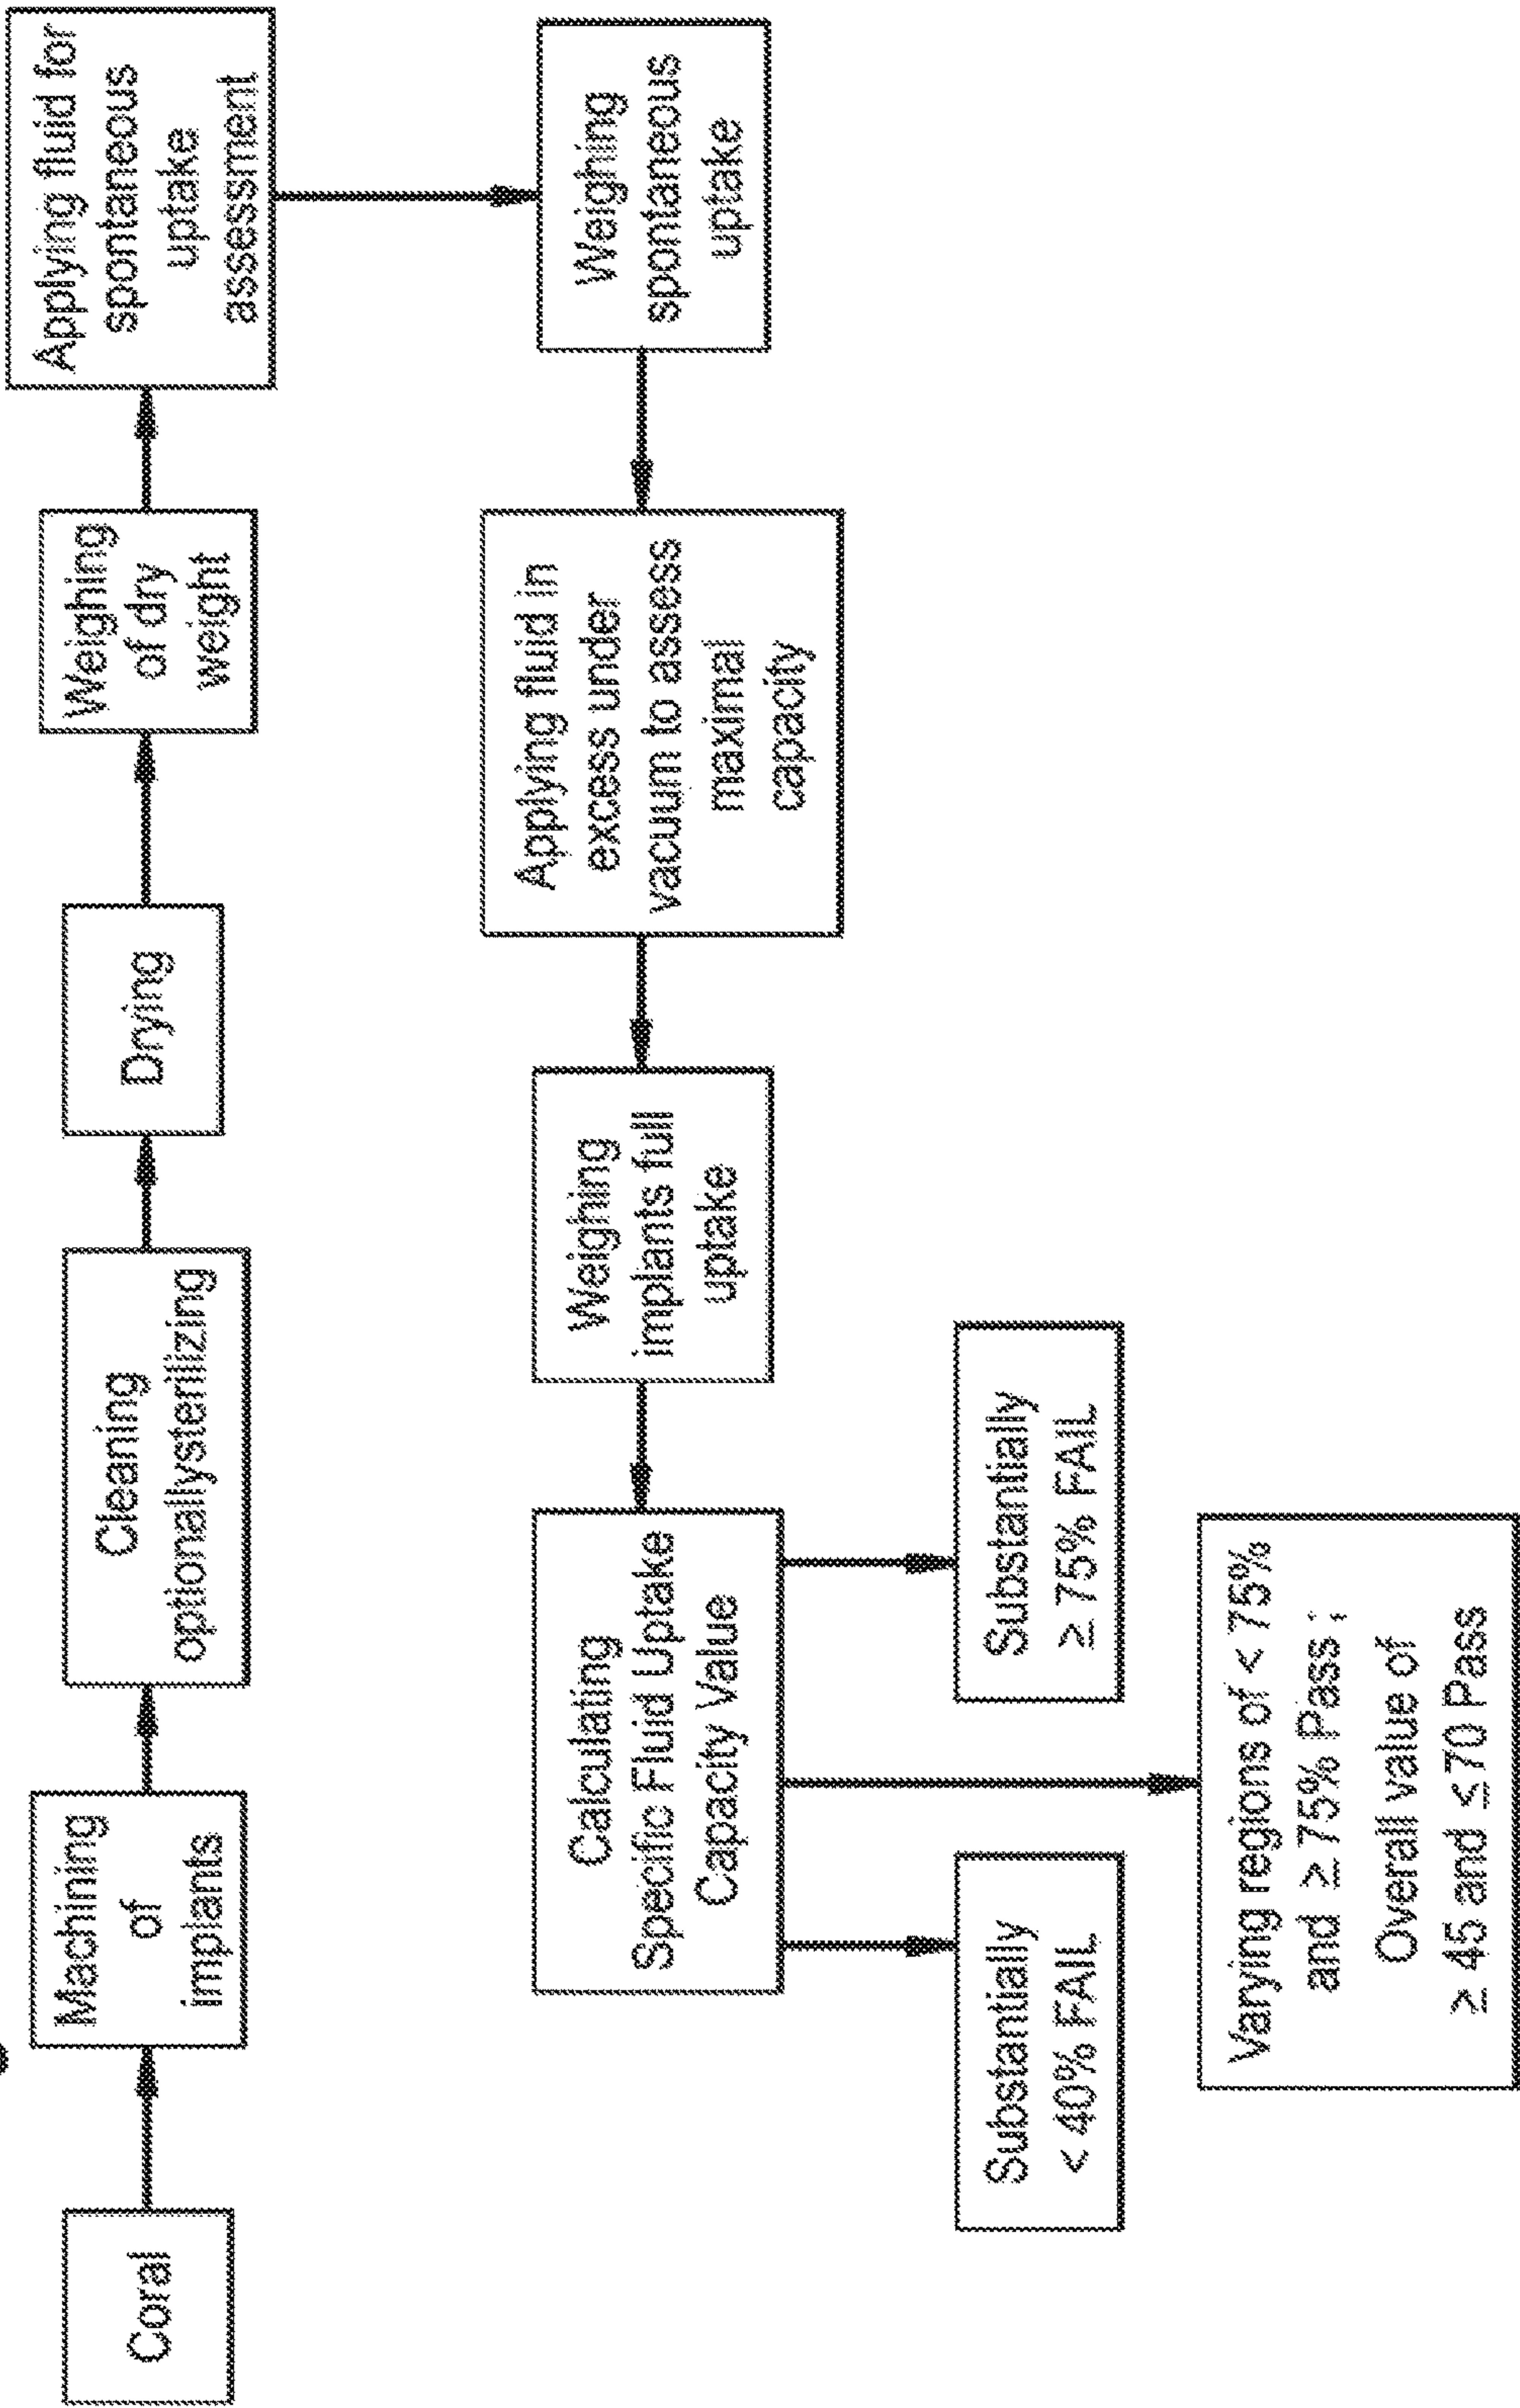 Coral
Machining
of
implants
Cleaning
optionallysterilizing
Drying
Weighing
of dry
weight
Applying fluid for
spontaneous
uptake
assessment
Weighing
spontaneous
uptake
Applying fluid in
excess under
vacuum to assess
maximal
capacity
Weighing
implants full
uptake
Calculating
Specific Fluid Uptake
Capacity Value
Substantially
< 40% FAIL
Varying regions of < 75%
and ≥ 75% Pass ;
Overall value of
≥ 45 and ≤70 Pass
Substantially
≥ 75% FAIL